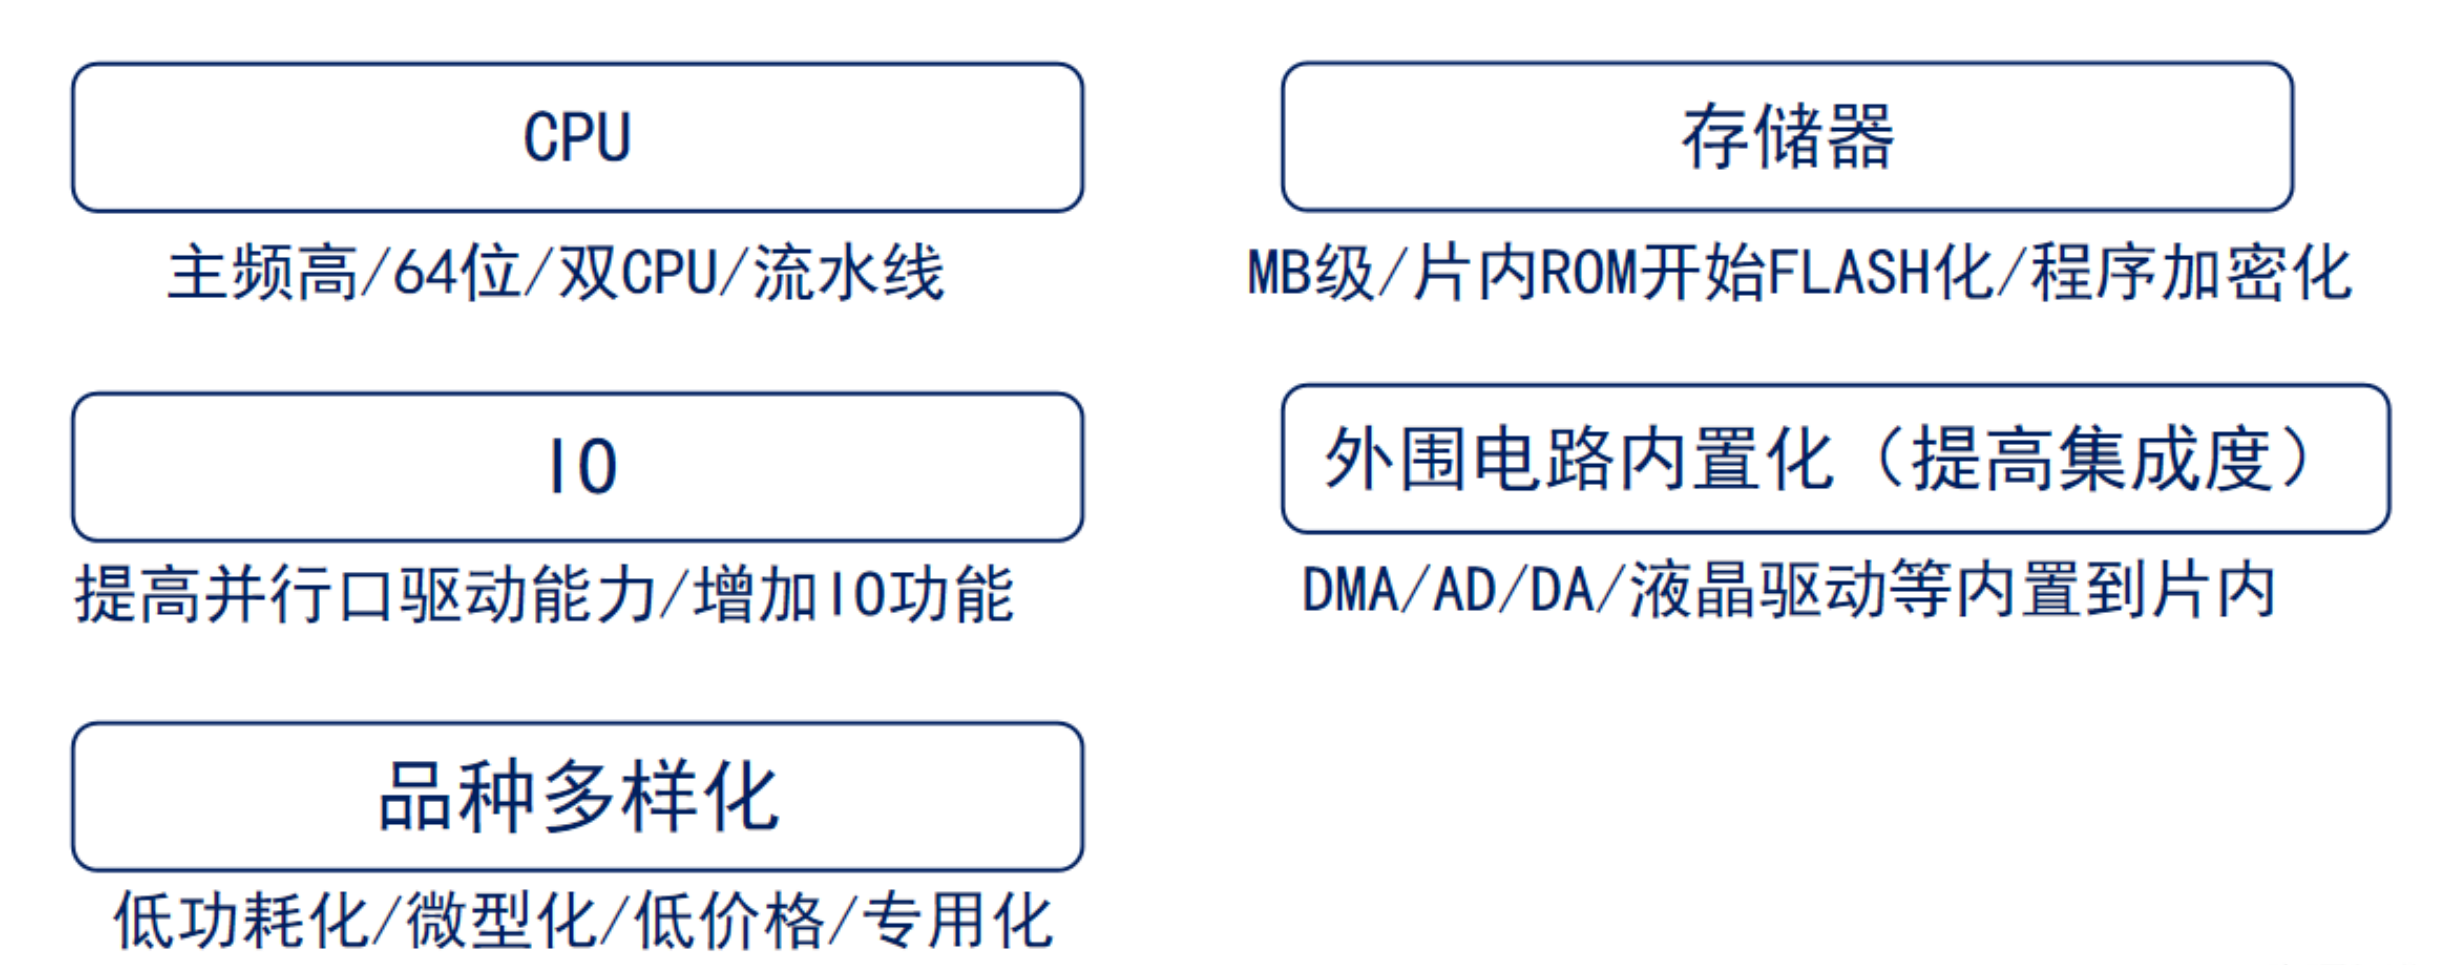 CPU
主频高/64位/双CPU/流水线
存储器
MB级/片内ROM开始FLASH化/程序加密化
IO
提高并行口驱动能力/增加IO功能
外围电路内置化（提高集成度）
DMA/AD/DA/液晶驱动等内置到片内
品种多样化
低功耗化/微型化/低价格/专用化